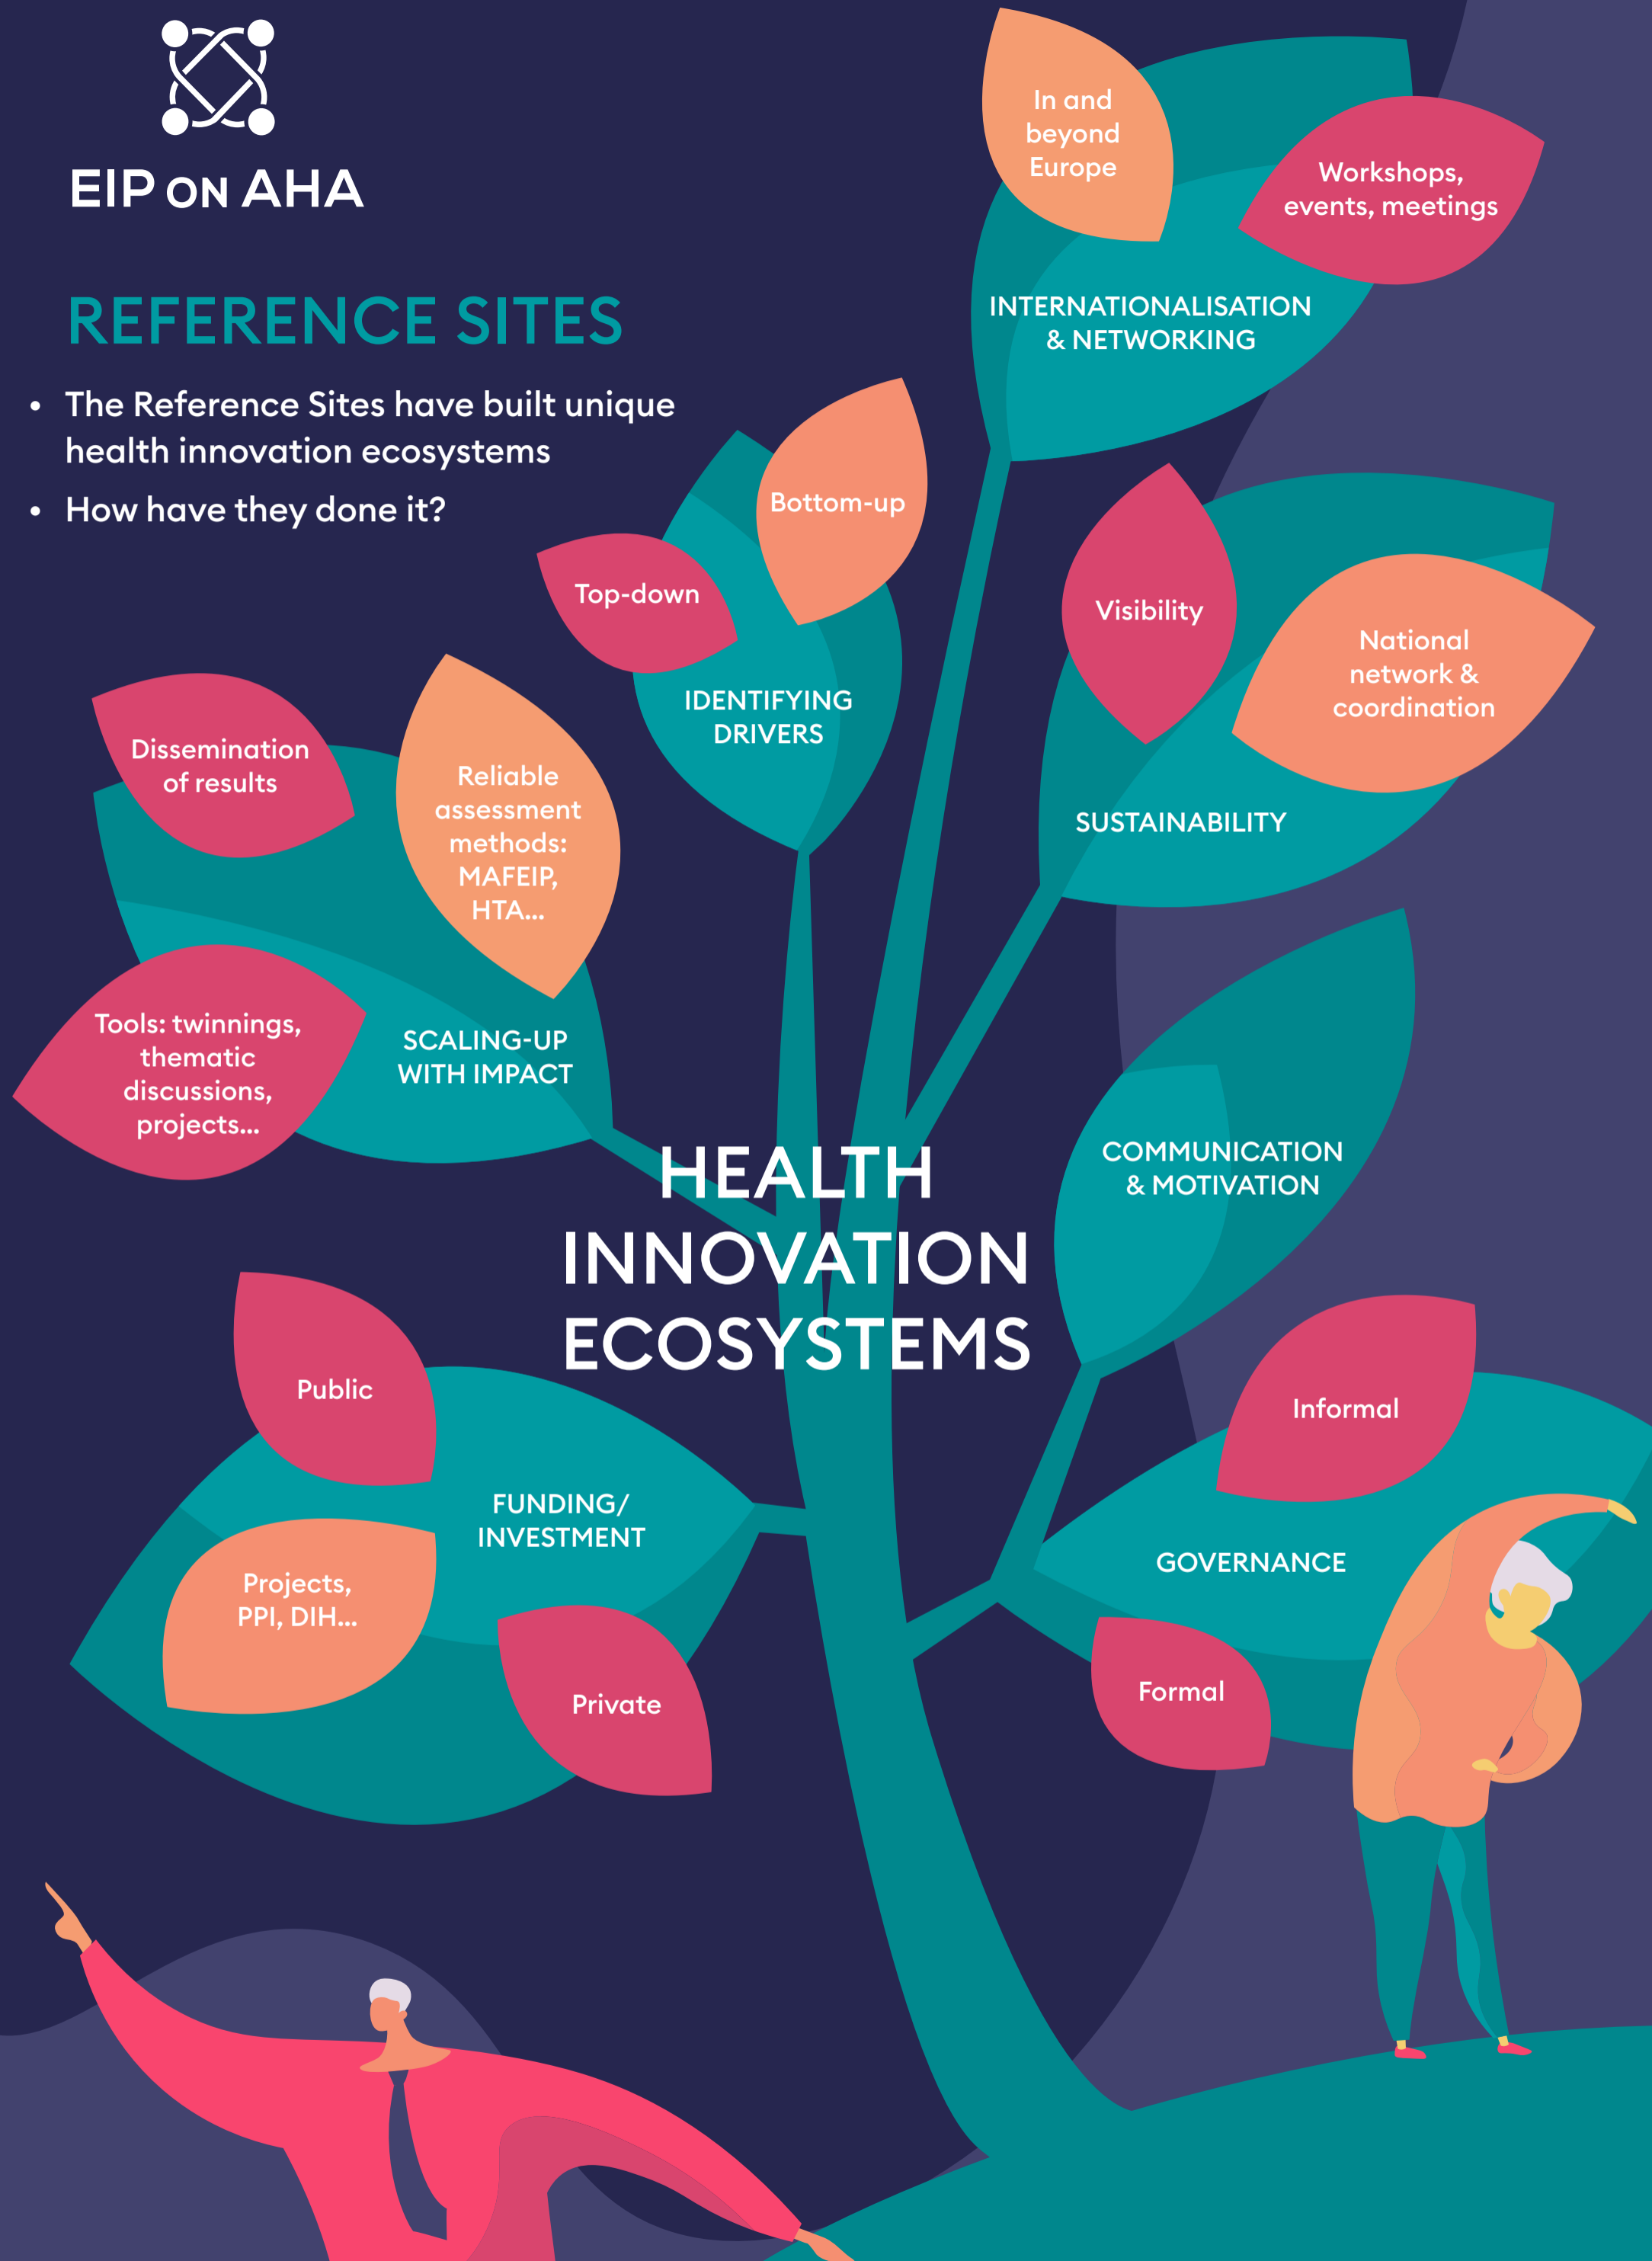 EIP ON AHA
REFERENCE SITES
• The Reference Sites have built unique
health innovation ecosystems
• How have they done it?
In and
beyond
Europe
Workshops,
events, meetings
INTERNATIONALISATION
& NETWORKING
Bottom-up
Top-down
IDENTIFYING
DRIVERS
Visibility
National
network &
coordination
SUSTAINABILITY
Dissemination
of results
Reliable
assessment
methods:
MAFEIP,
HTA...
Tools: twinnings,
thematic
discussions,
projects...
SCALING-UP
WITH IMPACT
COMMUNICATION
& MOTIVATION
HEALTH
INNOVATION
ECOSYSTEMS
Public
FUNDING/
INVESTMENT
Projects,
PPI, DIH...
Private
Informal
GOVERNANCE
Formal